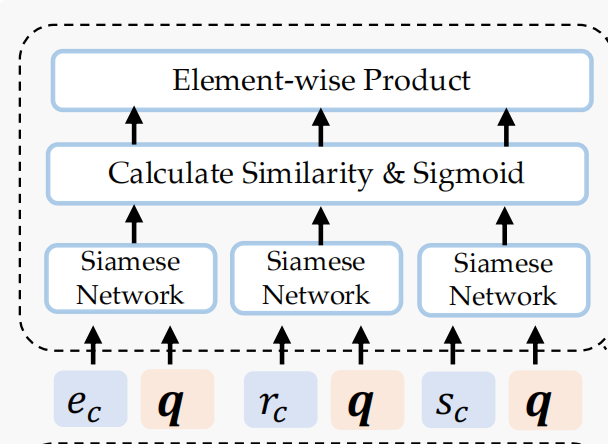 Element-wise Product
Calculate Similarity & Sigmoid
Siamese Network
Siamese Network
Siamese Network
e_c q r_c q s_c q